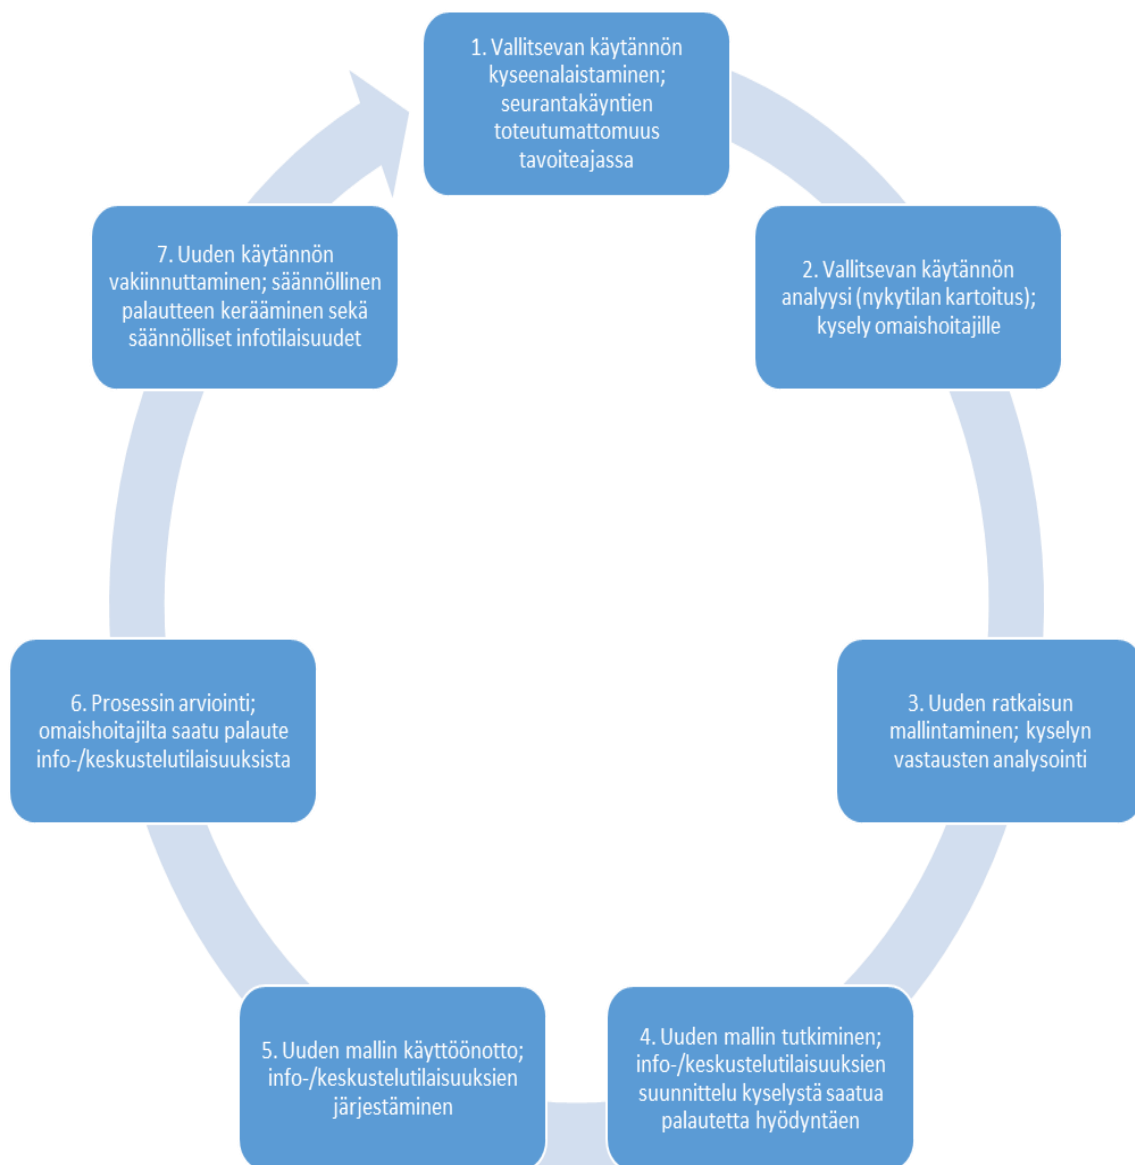 1. Vallitsevan käytännön
kyseenalaistaminen;
seurantakäyntien
toteutumattomuus
tavoiteajassa
2. Vallitsevan käytännön
analyysi (nykytilan kartoitus);
kysely omaishoitajille
3. Uuden ratkaisun
mallintaminen; kyselyn
vastausten analysointi
4. Uuden mallin tutkiminen;
info-/keskustelutilaisuuksien
suunnittelu kyselystä saatua
palautetta hyödyntäen
5. Uuden mallin käyttöönotto;
info-/keskustelutilaisuuksien
järjestäminen
6. Prosessin arviointi;
omaishoitajilta saatu palaute
info-/keskustelutilaisuuksista
7. Uuden käytännön
vakiinnuttaminen; säännöllinen
palautteen kerääminen sekä
säännölliset infotilaisuudet